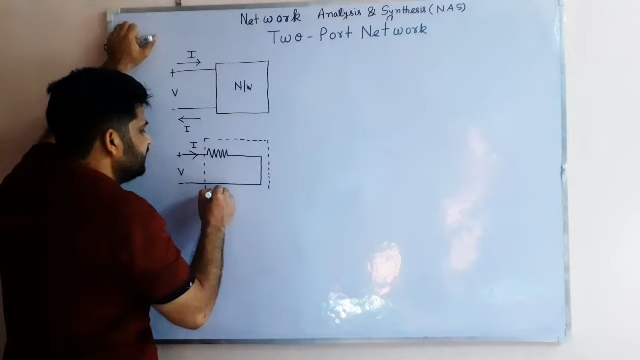 Network Analysis & Synthesis (NAS)
Two-Port Network
I
+
V
N/w
-
I
I
+
V
-